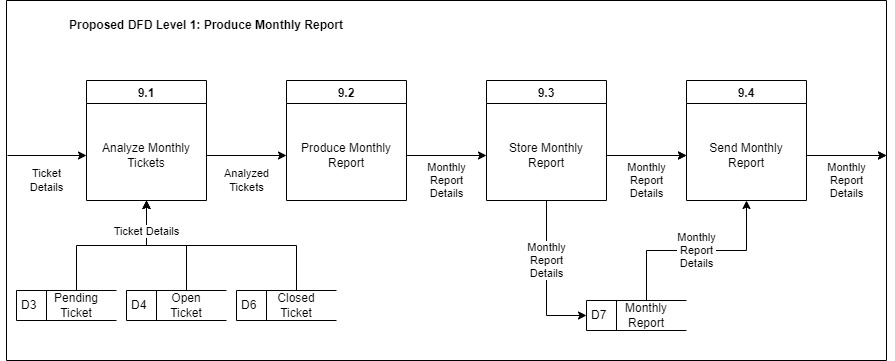 Proposed DFD Level 1: Produce Monthly Report
9.1
9.2
9.3
9.4
Analyze Monthly
Tickets
Produce Monthly
Report
Store Monthly
Report
Send Monthly
Report
Ticket
Details
Analyzed
Tickets
Monthly
Report
Details
Monthly
Report
Details
Monthly
Report
Details
Ticket Details
Monthly
Report
Details
Monthly
Report
Details
D3
Pending
Ticket
D4
Open
Ticket
D6
Closed
Ticket
D7
Monthly
Report